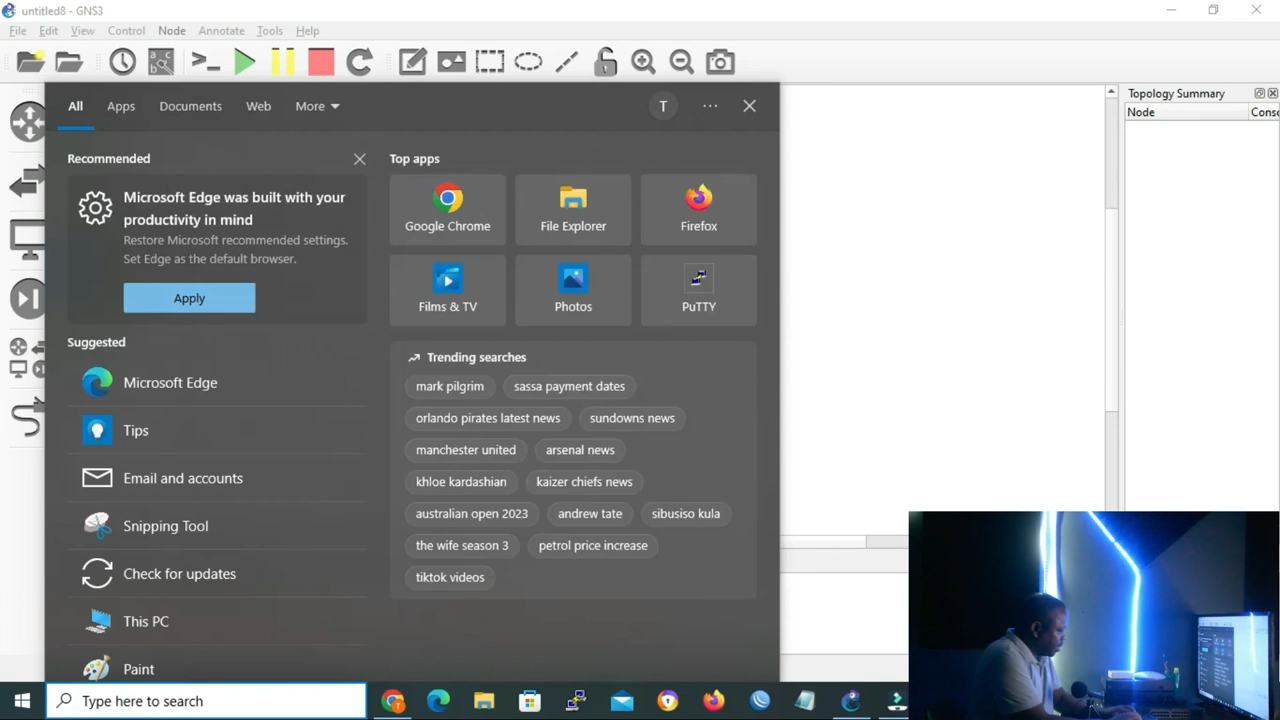 untitled8 - GNS3
File Edit View Control Node Annotate Tools Help
All Apps Documents Web More T
Recommended
Microsoft Edge was built with your
productivity in mind
Restore Microsoft recommended settings.
Set Edge as the default browser.
Apply
Suggested
Microsoft Edge
Tips
Email and accounts
Snipping Tool
Check for updates
This PC
Paint
Top apps
Google Chrome File Explorer Firefox
Films & TV Photos PuTTY
Trending searches
mark pilgrim sassa payment dates
orlando pirates latest news sundowns news
manchester united arsenal news
khloe kardashian kaizer chiefs news
australian open 2023 andrew tate sibusiso kula
the wife season 3 petrol price increase
tiktok videos
Topology Summary
Node Conso
Type here to search